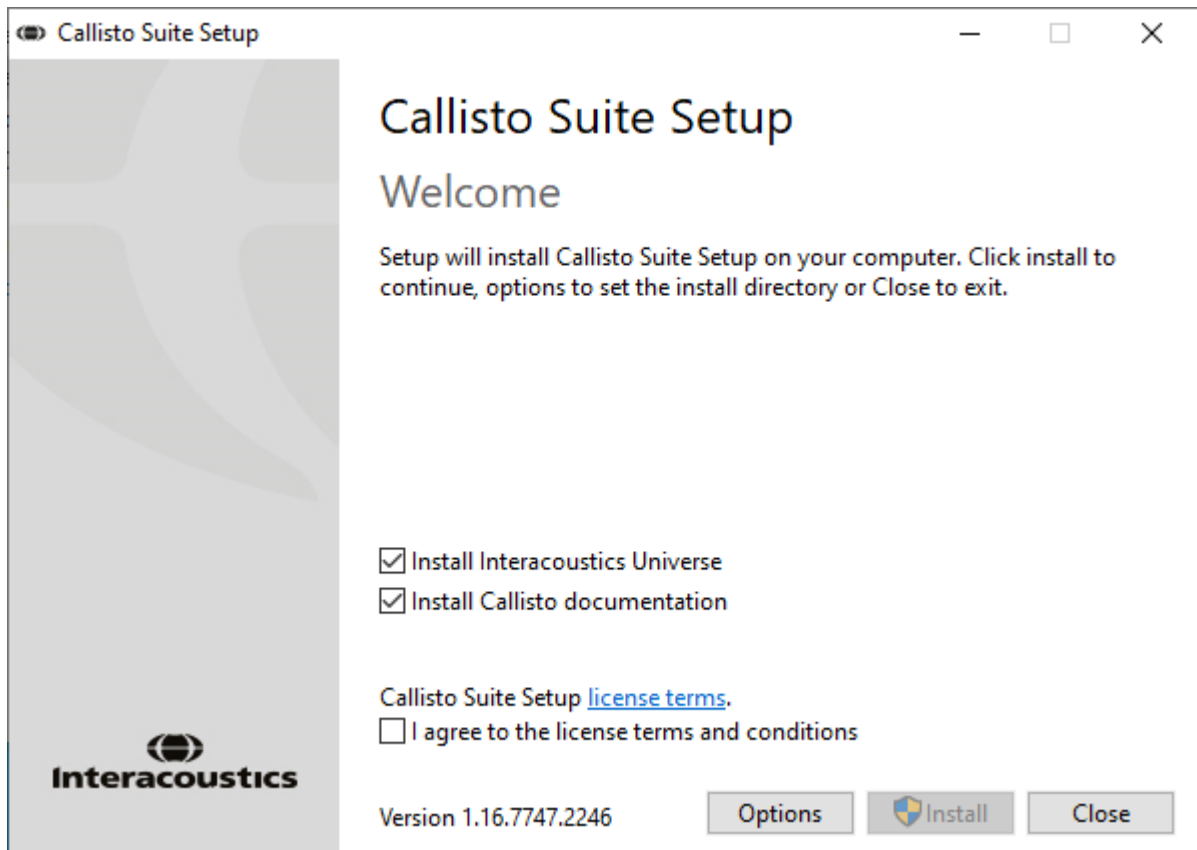 Callisto Suite Setup
Callisto Suite Setup
Welcome
Setup will install Callisto Suite Setup on your computer. Click install to
continue, options to set the install directory or Close to exit.
Install Interacoustics Universe
Install Callisto documentation
Callisto Suite Setup license terms.
I agree to the license terms and conditions
Interacoustics
Version 1.16.7747.2246
Options
Install
Close